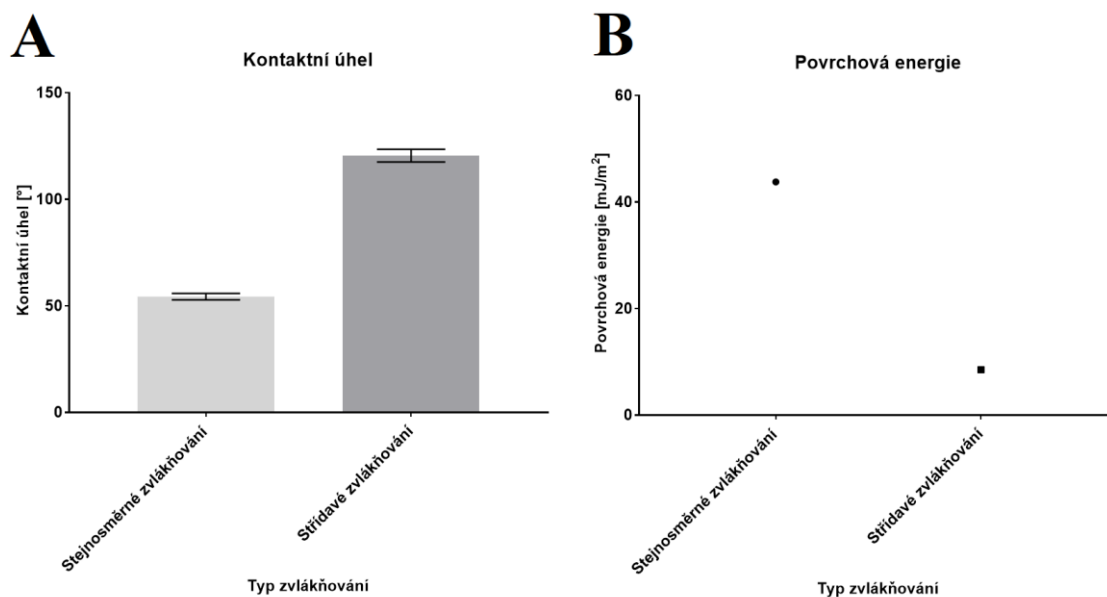 A
Kontaktní úhel
150
100
50
0
Kontaktní úhel [°]
Stejnosměrné zvlákňování
Střídavé zvlákňování
Typ zvlákňování
B
Povrchová energie
60
40
20
0
Povrchová energie [mJ/m²]
Stejnosměrné zvlákňování
Střídavé zvlákňování
Typ zvlákňování